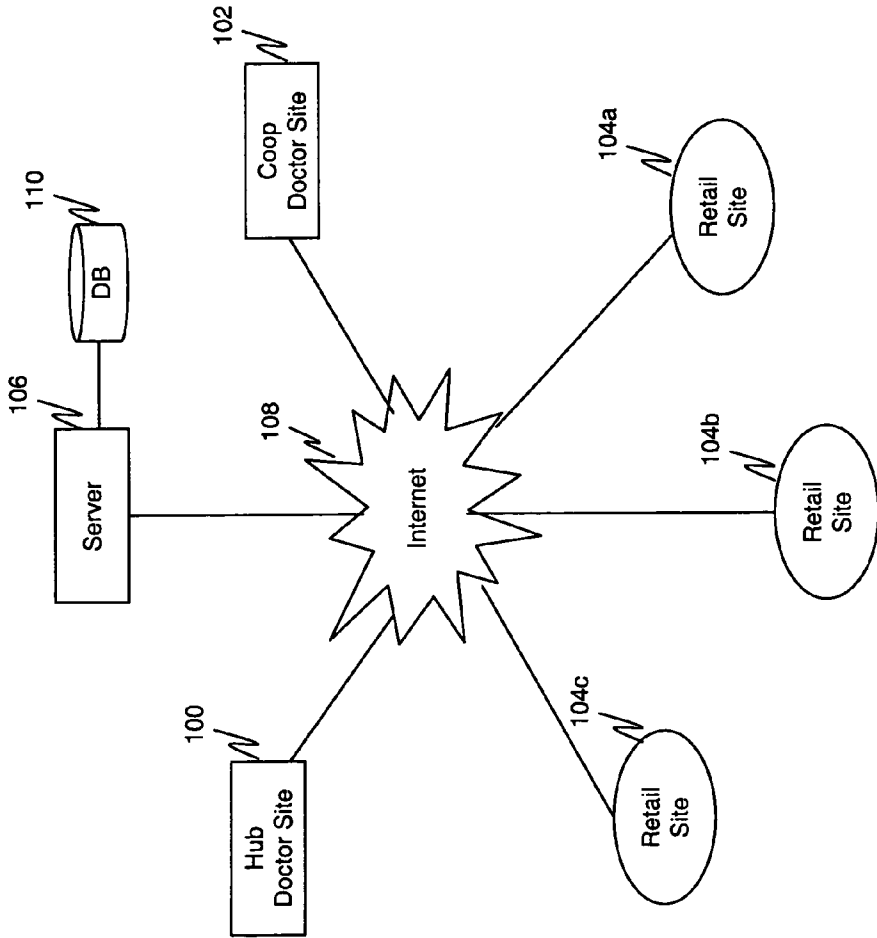 110
106
DB
Server
102
Coop
Doctor Site
108
100
Hub
Doctor Site
Internet
104a
Retail
Site
104b
Retail
Site
104c
Retail
Site